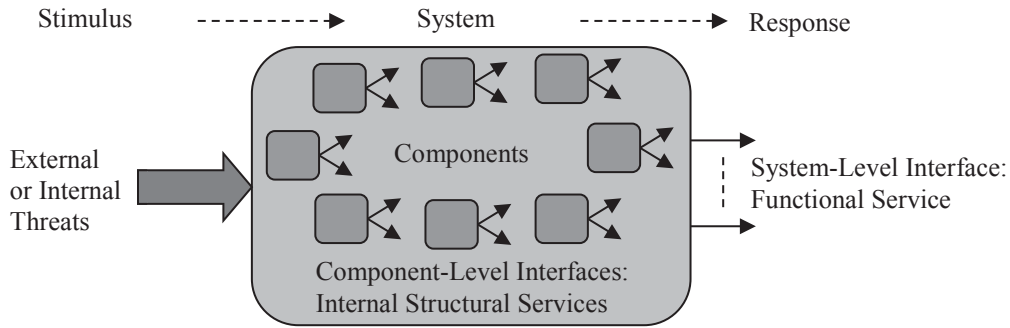 Stimulus
System
Response
External
or Internal
Threats
Components
System-Level Interface:
Functional Service
Component-Level Interfaces:
Internal Structural Services